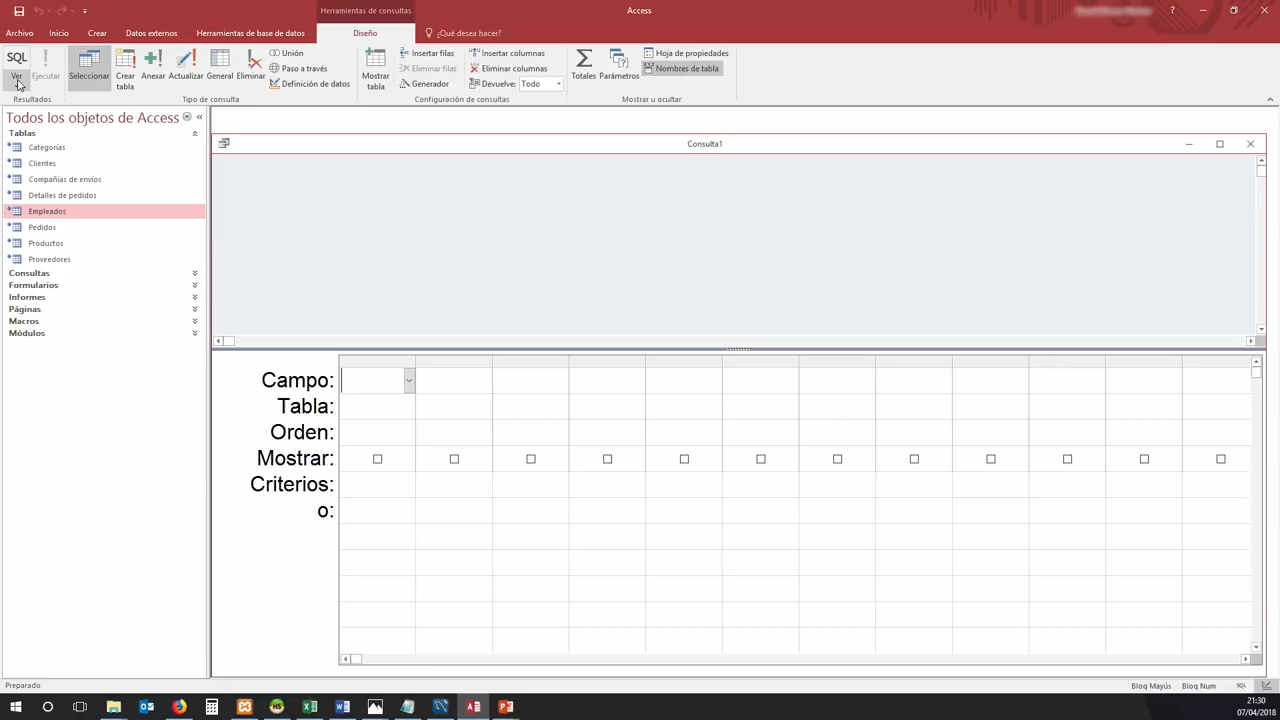 Herramientas de consultas
Access
?
Archivo Inicio Crear Datos externos Herramientas de base de datos Diseño ¿Qué desea hacer?
SQL
Ver
Ejecutar
Resultados
Seleccionar
Crear
tabla
Anexar
Actualizar
General
Eliminar
Unión
Paso a través
Definición de datos
Tipo de consulta
Mostrar
tabla
Insertar filas
Eliminar filas
Generador
Insertar columnas
Eliminar columnas
Devuelve: Todo
Configuración de consultas
Totales
Parámetros
Hoja de propiedades
Nombres de tabla
Mostrar u ocultar
Todos los objetos de Access
Tablas
Categorías
Clientes
Compañías de envíos
Detalles de pedidos
Empleados
Pedidos
Productos
Proveedores
Consultas
Formularios
Informes
Páginas
Macros
Módulos
Consulta1
Campo:
Tabla:
Orden:
Mostrar:
Criterios:
o:
Preparado
Bloq Mayús Bloq Num SQL
21:30
07/04/2018